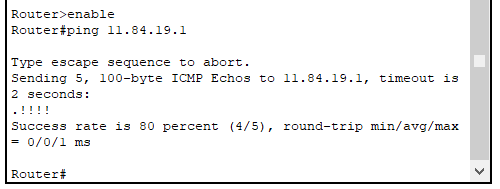 Router>enable
Router#ping 11.84.19.1
Type escape sequence to abort.
Sending 5, 100-byte ICMP Echos to 11.84.19.1, timeout is
2 seconds:
.!!!!
Success rate is 80 percent (4/5), round-trip min/avg/max
= 0/0/1 ms
Router#